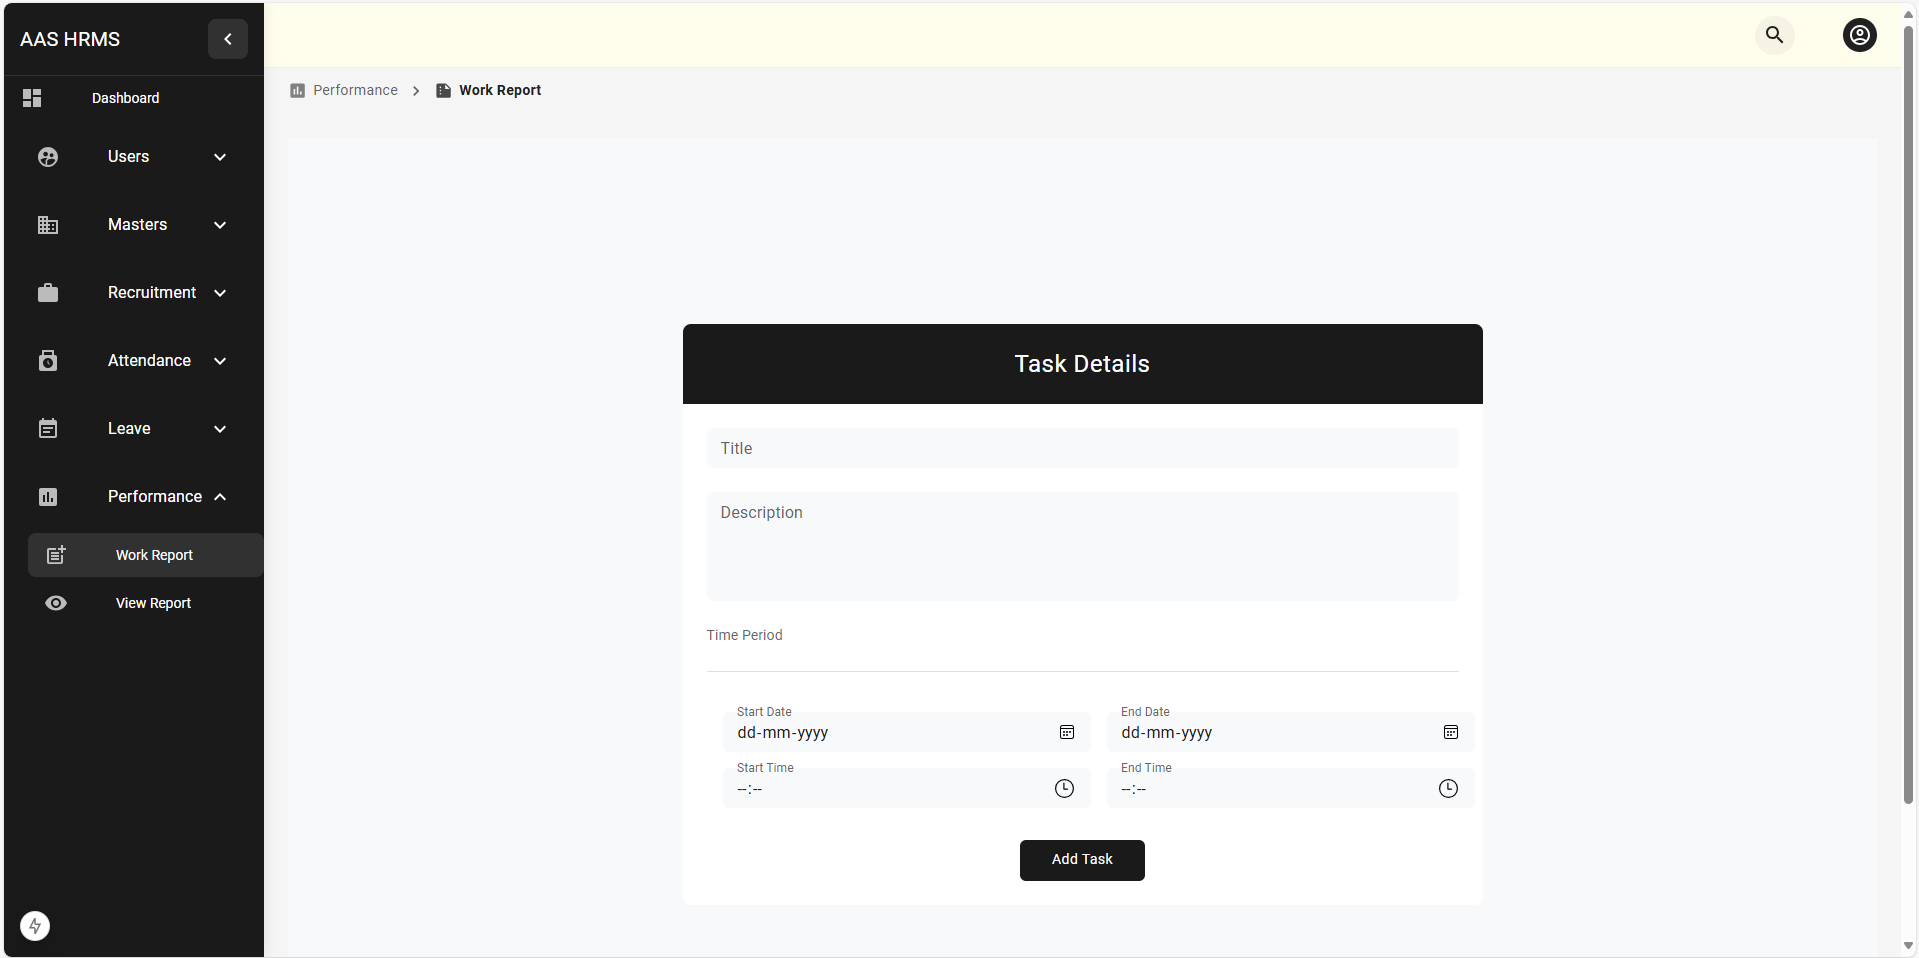 AAS HRMS
Dashboard
Users
Masters
Recruitment
Attendance
Leave
Performance
Work Report
View Report
Performance
Work Report
Task Details
Title
Description
Time Period
Start Date
dd-mm-yyyy
End Date
dd-mm-yyyy
Start Time
--:--
End Time
--:--
Add Task